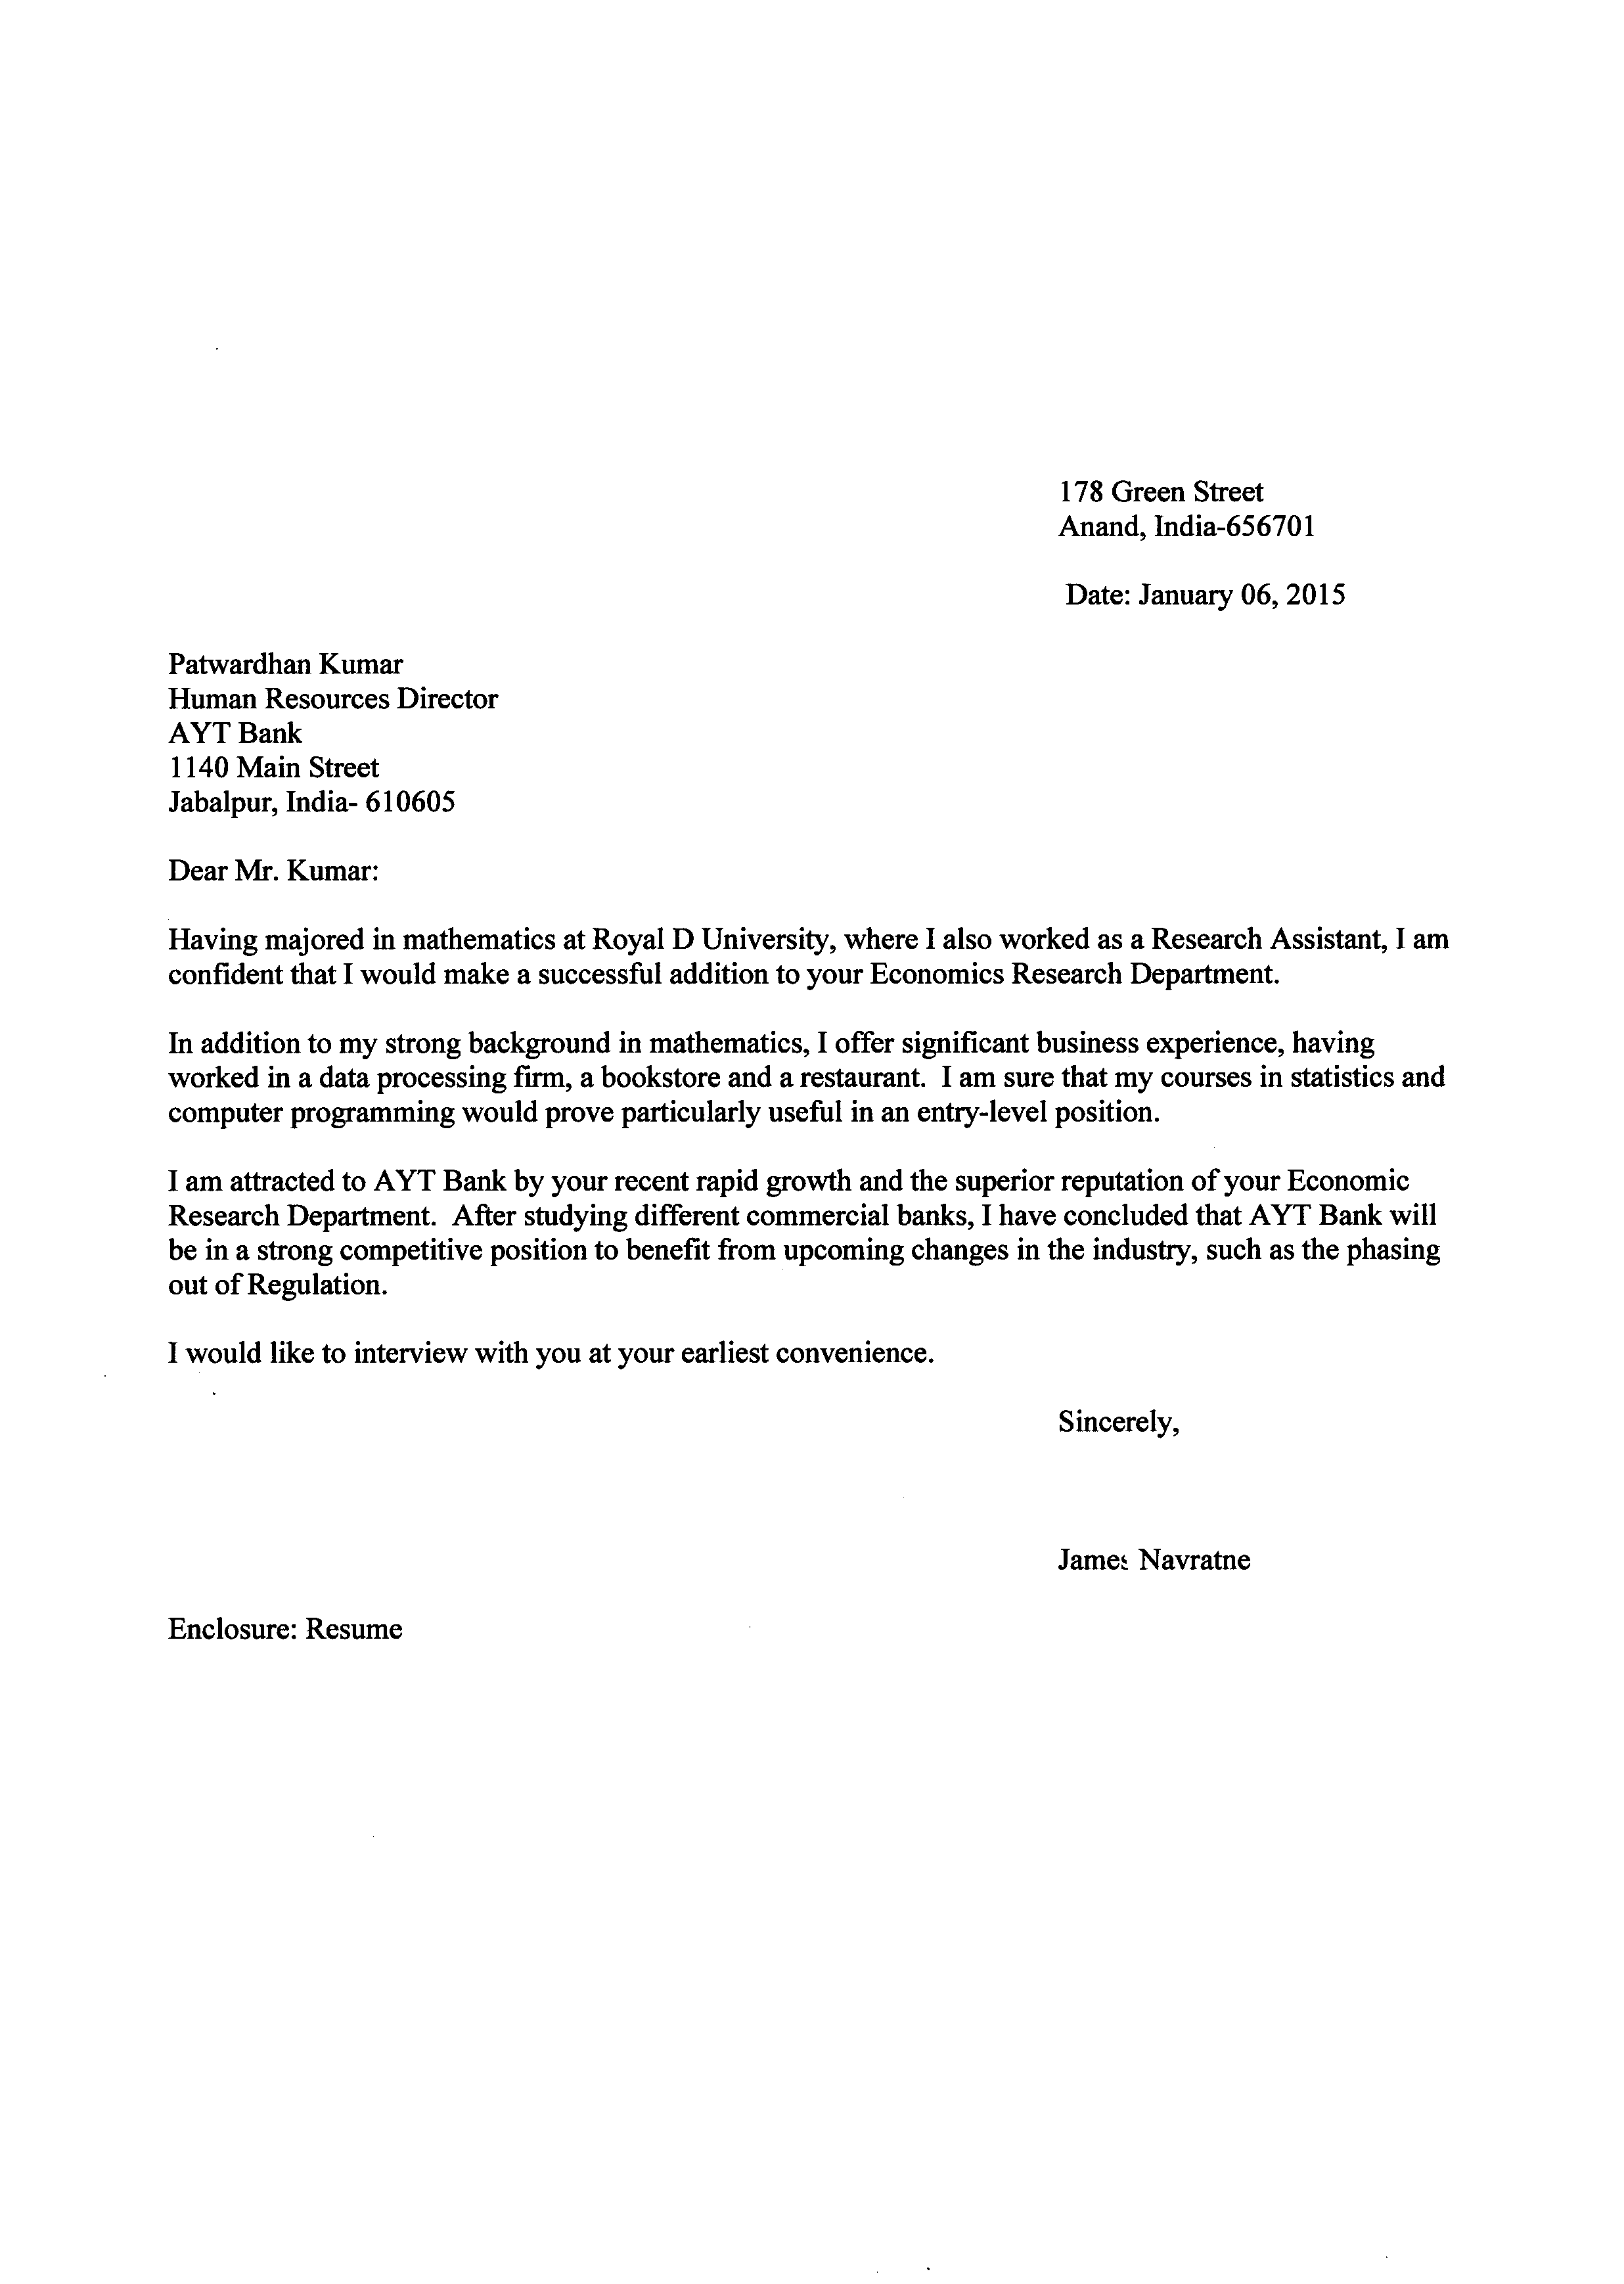 178 Green Street
Anand, India-656701
Date: January 06, 2015
Patwardhan Kumar
Human Resources Director
AYT Bank
1140 Main Street
Jabalpur, India- 610605
Dear Mr. Kumar:
Having majored in mathematics at Royal D University, where I also worked as a Research Assistant, I am
confident that I would make a successful addition to your Economics Research Department.
In addition to my strong background in mathematics, I offer significant business experience, having
worked in a data processing firm, a bookstore and a restaurant. I am sure that my courses in statistics and
computer programming would prove particularly useful in an entry-level position.
I am attracted to AYT Bank by your recent rapid growth and the superior reputation of your Economic
Research Department. After studying different commercial banks, I have concluded that AYT Bank will
be in a strong competitive position to benefit from upcoming changes in the industry, such as the phasing
out of Regulation.
I would like to interview with you at your earliest convenience.
Sincerely,
James Navratne
Enclosure: Resume